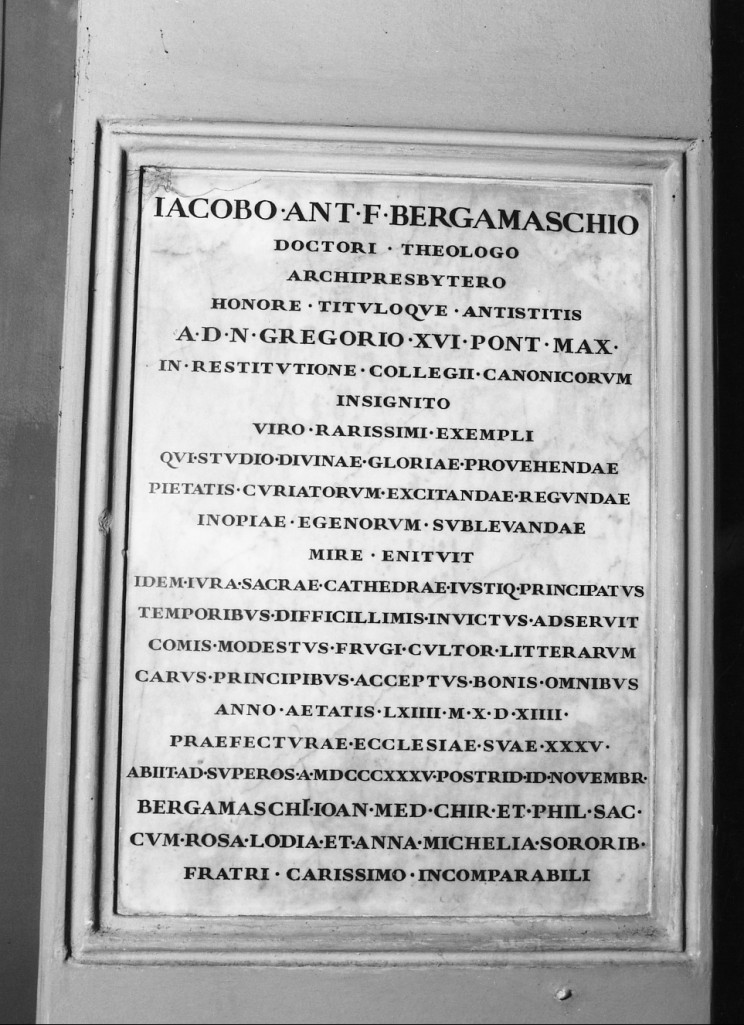 IACOBO·ANT·F·BERGAMASCHIO
DOCTORI · THEOLOGO
ARCHIPRESBYTERO
HONORE · TITVLOQVE · ANTISTITIS
A·D·N·GREGORIO·XVI·PONT·MAX·
IN·RESTITVTIONE·COLLEGII·CANONICORVM
INSIGNITO
VIRO·RARISSIMI·EXEMPLI
QVI·STVDIO·DIVINAE·GLORIAE·PROVEHENDAE
PIETATIS·CVRIATORVM·EXCITANDAE·REGVNDAE
INOPIAE·EGENORVM·SVBLEVANDAE
MIRE · ENITVIT
IDEM·IVRA·SACRAE·CATHEDRAE·IVSTIQ·PRINCIPATVS
TEMPORIBVS·DIFFICILLIMIS·INVICTVS·ADSERVIT
COMIS·MODESTVS·FRVGI·CVLTOR·LITTERARVM
CARVS·PRINCIPIBVS·ACCEPTVS·BONIS·OMNIBVS
ANNO·AETATIS·LXIIII·M·X·D·XIIII·
PRAEFECTVRAE·ECCLESIAE·SVAE·XXXV·
ABIIT·AD·SVPEROS·A·MDCCCXXXV·POSTRID·ID·NOVEMBR·
BERGAMASCHI·IOAN·MED·CHIR·ET·PHIL·SAC·
CVM·ROSA·LODIA·ET·ANNA·MICHELIA·SORORIB·
FRATRI · CARISSIMO · INCOMPARABILI